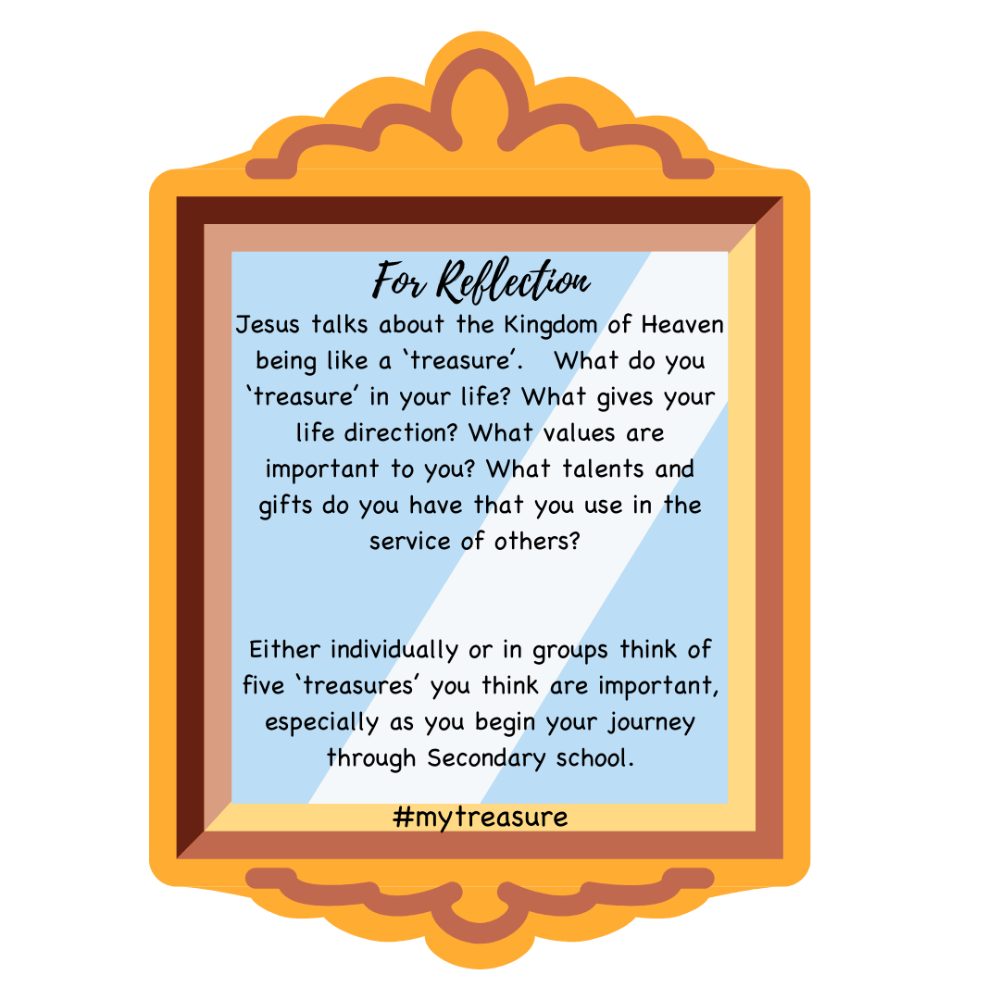 For Reflection
Jesus talks about the Kingdom of Heaven
being like a ‘treasure’.   What do you
‘treasure’ in your life? What gives your
life direction? What values are
important to you? What talents and
gifts do you have that you use in the
service of others?
Either individually or in groups think of
five ‘treasures’ you think are important,
especially as you begin your journey
through Secondary school.
#mytreasure